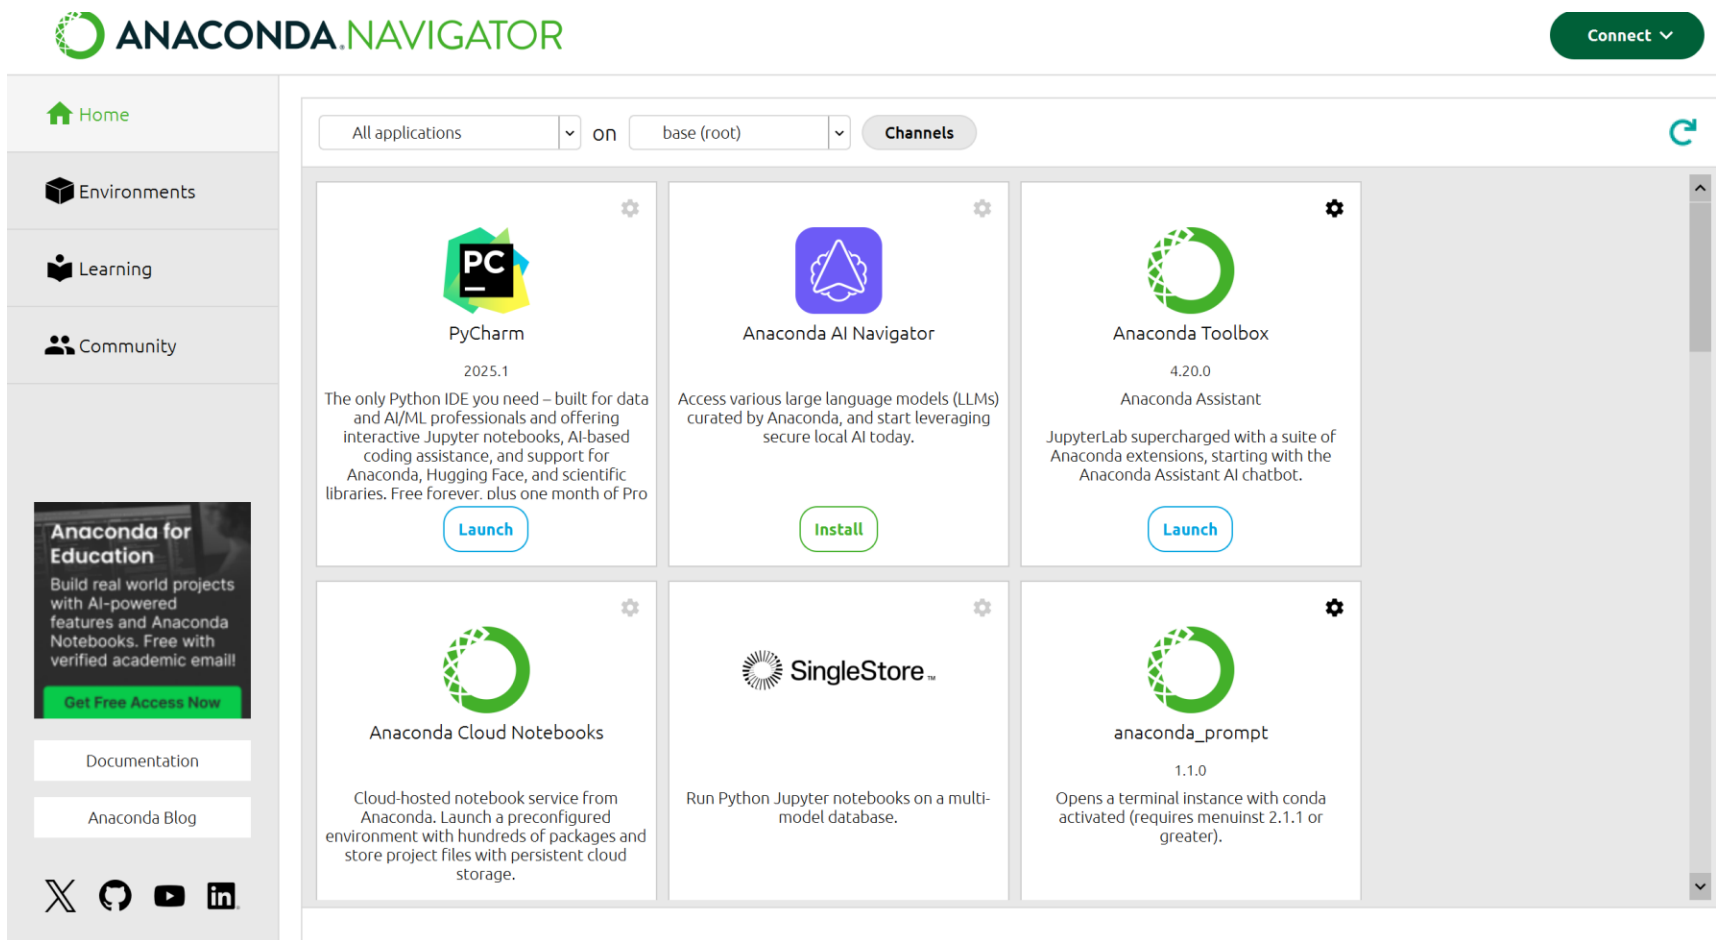 ANACONDA.NAVIGATOR
Connect
Home
Environments
Learning
Community
Anaconda for
Education
Build real world projects
with AI-powered
features and Anaconda
Notebooks. Free with
verified academic email!
Get Free Access Now
Documentation
Anaconda Blog
in
All applications
on
base (root)
Channels
PC
PyCharm
2025.1
The only Python IDE you need – built for data
and AI/ML professionals and offering
interactive Jupyter notebooks, AI-based
coding assistance, and support for
Anaconda, Hugging Face, and scientific
libraries. Free forever, plus one month of Pro
Launch
Anaconda AI Navigator
Access various large language models (LLMs)
curated by Anaconda, and start leveraging
secure local AI today.
Install
Anaconda Toolbox
4.20.0
Anaconda Assistant
JupyterLab supercharged with a suite of
Anaconda extensions, starting with the
Anaconda Assistant AI chatbot.
Launch
Anaconda Cloud Notebooks
Cloud-hosted notebook service from
Anaconda. Launch a preconfigured
environment with hundreds of packages and
store project files with persistent cloud
storage.
SingleStore™
Run Python Jupyter notebooks on a multi-
model database.
anaconda_prompt
1.1.0
Opens a terminal instance with conda
activated (requires menuinst 2.1.1 or
greater).